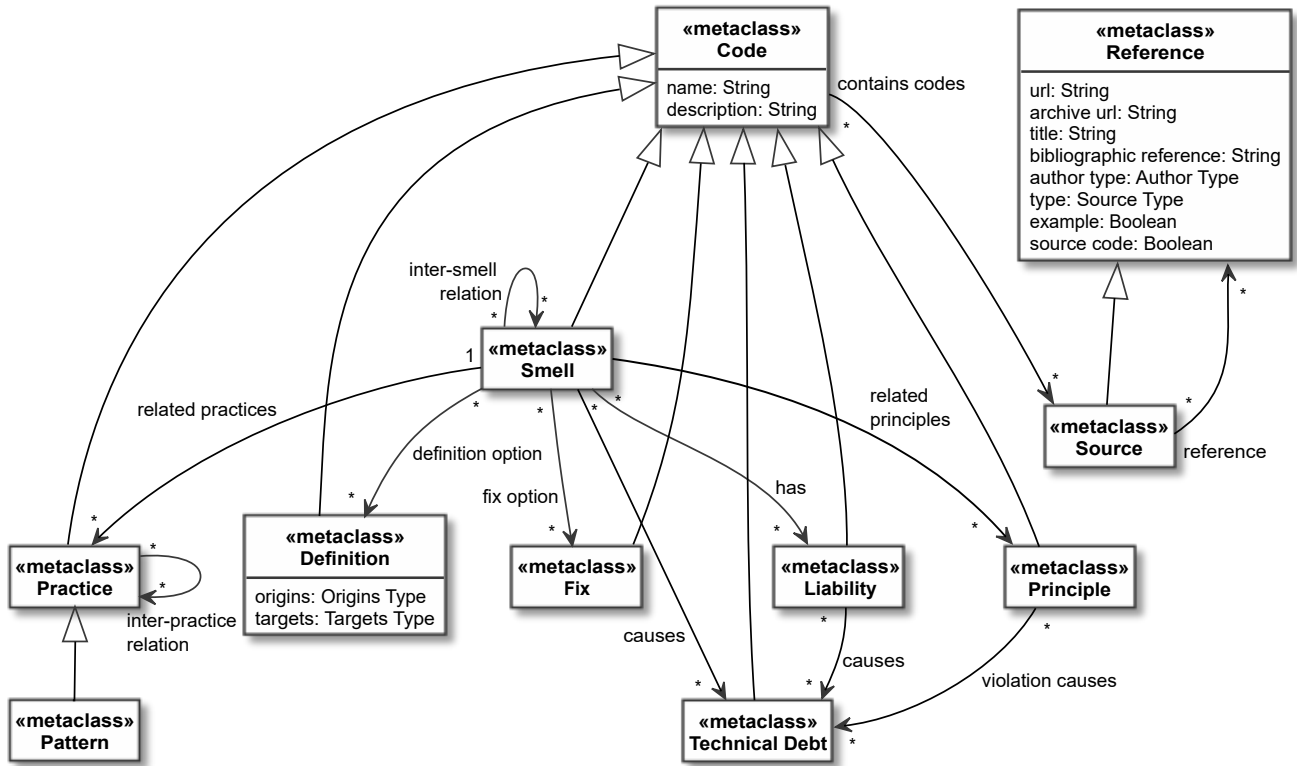 «metaclass»
Code
name: String
description: String
«metaclass»
Reference
url: String
archive url: String
title: String
bibliographic reference: String
author type: Author Type
type: Source Type
example: Boolean
source code: Boolean
contains codes
*
*
inter-smell
relation
*
*
«metaclass»
Smell
1
related practices
*
definition option
*
*
fix option
*
*
*
*
has
*
related
principles
*
«metaclass»
Source
*
*
reference
«metaclass»
Practice
*
*
inter-practice
relation
«metaclass»
Definition
origins: Origins Type
targets: Targets Type
«metaclass»
Fix
«metaclass»
Liability
«metaclass»
Principle
causes
*
*
causes
*
*
violation causes
*
«metaclass»
Pattern
«metaclass»
Technical Debt